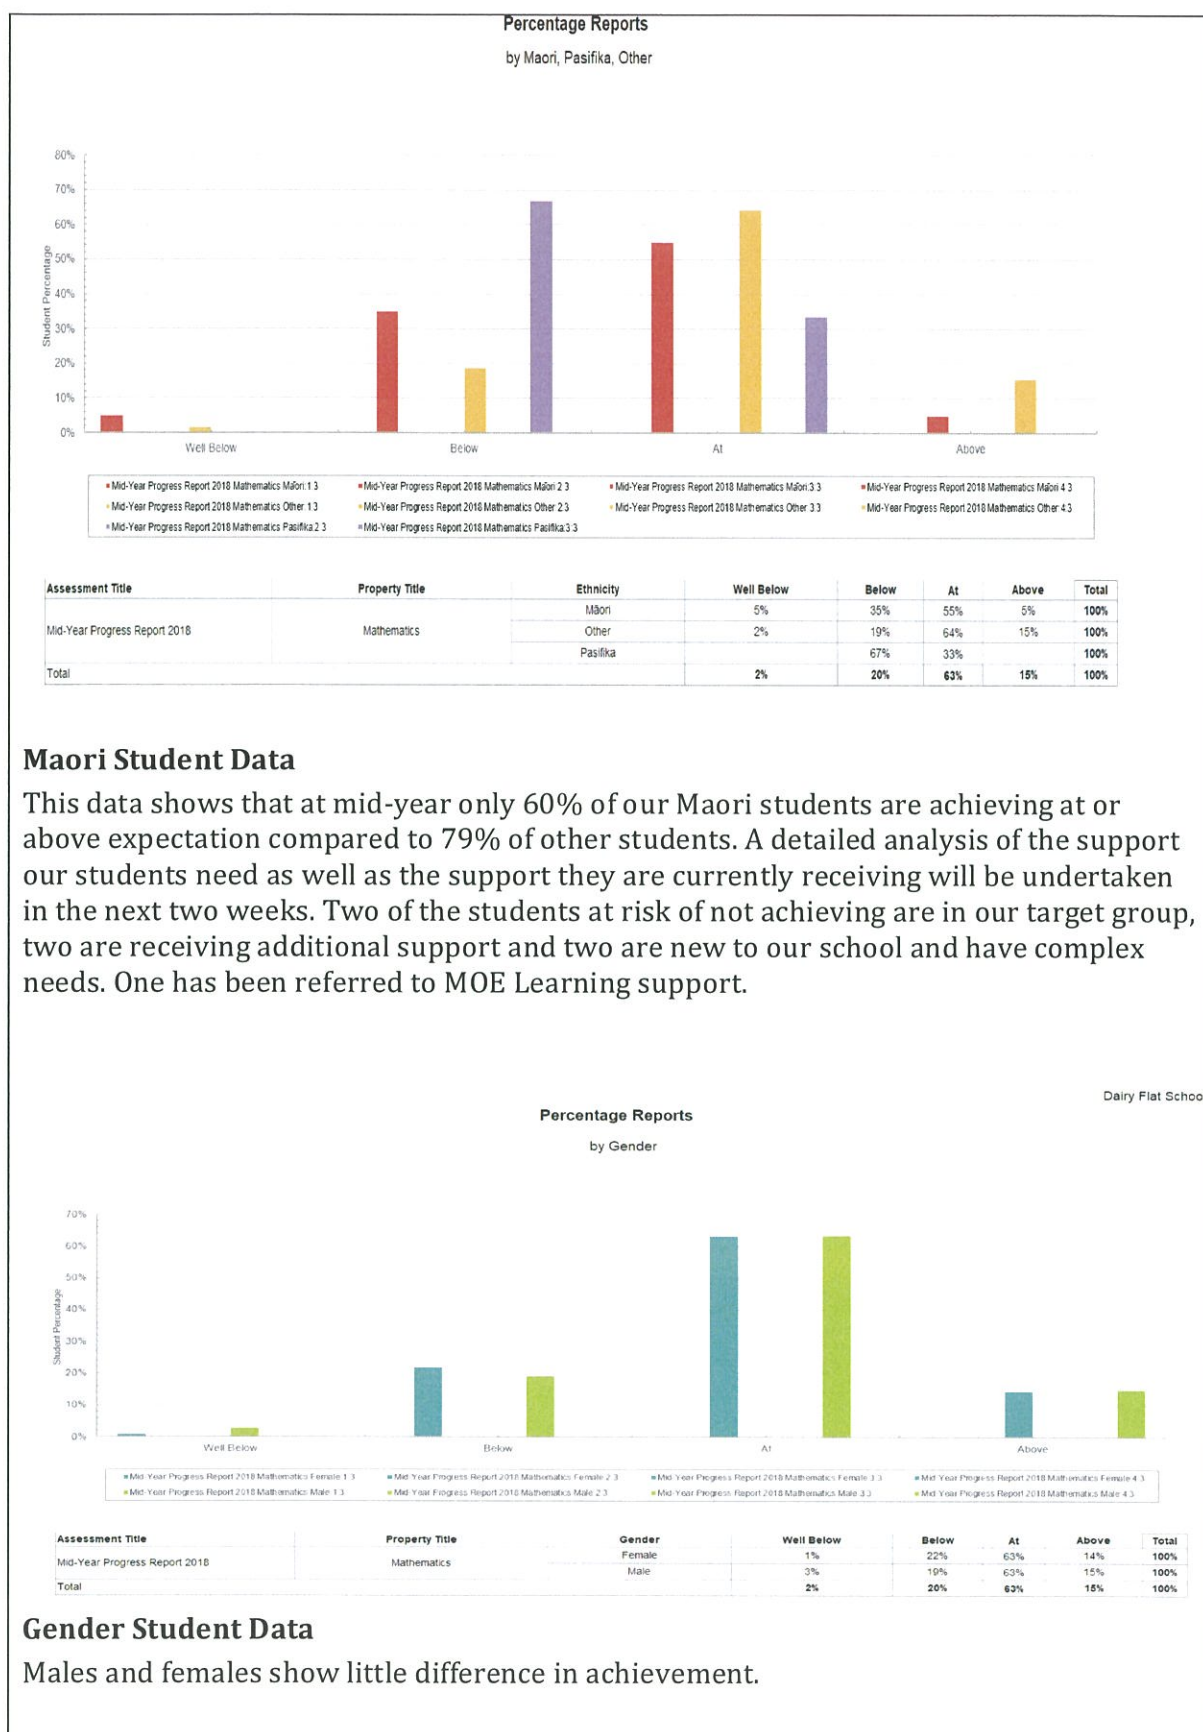 Percentage Reports
by Maori, Pasifika, Other
80%
70%
60%
50%
40%
30%
20%
10%
0%
Student Percentage
Well Below Below At Above
Mid-Year Progress Report 2018 Mathematics Māori:1 3 Mid-Year Progress Report 2018 Mathematics Māori 2 3 Mid-Year Progress Report 2018 Mathematics Māori:3 3 Mid-Year Progress Report 2018 Mathematics Māori 4 3
Mid-Year Progress Report 2018 Mathematics Other 1 3 Mid-Year Progress Report 2018 Mathematics Other 2 3 Mid-Year Progress Report 2018 Mathematics Other 3 3 Mid-Year Progress Report 2018 Mathematics Other 4 3
Mid-Year Progress Report 2018 Mathematics Pasifika:2 3 Mid-Year Progress Report 2018 Mathematics Pasifika:3 3
Assessment Title Property Title Ethnicity Well Below Below At Above Total
Māori 5% 35% 55% 5% 100%
Mid-Year Progress Report 2018 Mathematics Other 2% 19% 64% 15% 100%
Pasifika 67% 33% 100%
Total 2% 20% 63% 15% 100%
Maori Student Data
This data shows that at mid-year only 60% of our Maori students are achieving at or
above expectation compared to 79% of other students. A detailed analysis of the support
our students need as well as the support they are currently receiving will be undertaken
in the next two weeks. Two of the students at risk of not achieving are in our target group,
two are receiving additional support and two are new to our school and have complex
needs. One has been referred to MOE Learning support.
Dairy Flat Schoo
Percentage Reports
by Gender
70%
60%
50%
40%
30%
20%
10%
0%
Student Percentage
Well Below Below At Above
Mid Year Progress Report 2018 Mathematics Female 1 3 Mid Year Progress Report 2018 Mathematics Female 2 3 Mid Year Progress Report 2018 Mathematics Female 3 3 Mid Year Progress Report 2018 Mathematics Female 4 3
Mid Year Progress Report 2018 Mathematics Male 1 3 Mid Year Progress Report 2018 Mathematics Male 2 3 Mid Year Progress Report 2018 Mathematics Male 3 3 Mid Year Progress Report 2018 Mathematics Male 4 3
Assessment Title Property Title Gender Well Below Below At Above Total
Female 1% 22% 63% 14% 100%
Mid-Year Progress Report 2018 Mathematics
Male 3% 19% 63% 15% 100%
Total 2% 20% 63% 15% 100%
Gender Student Data
Males and females show little difference in achievement.